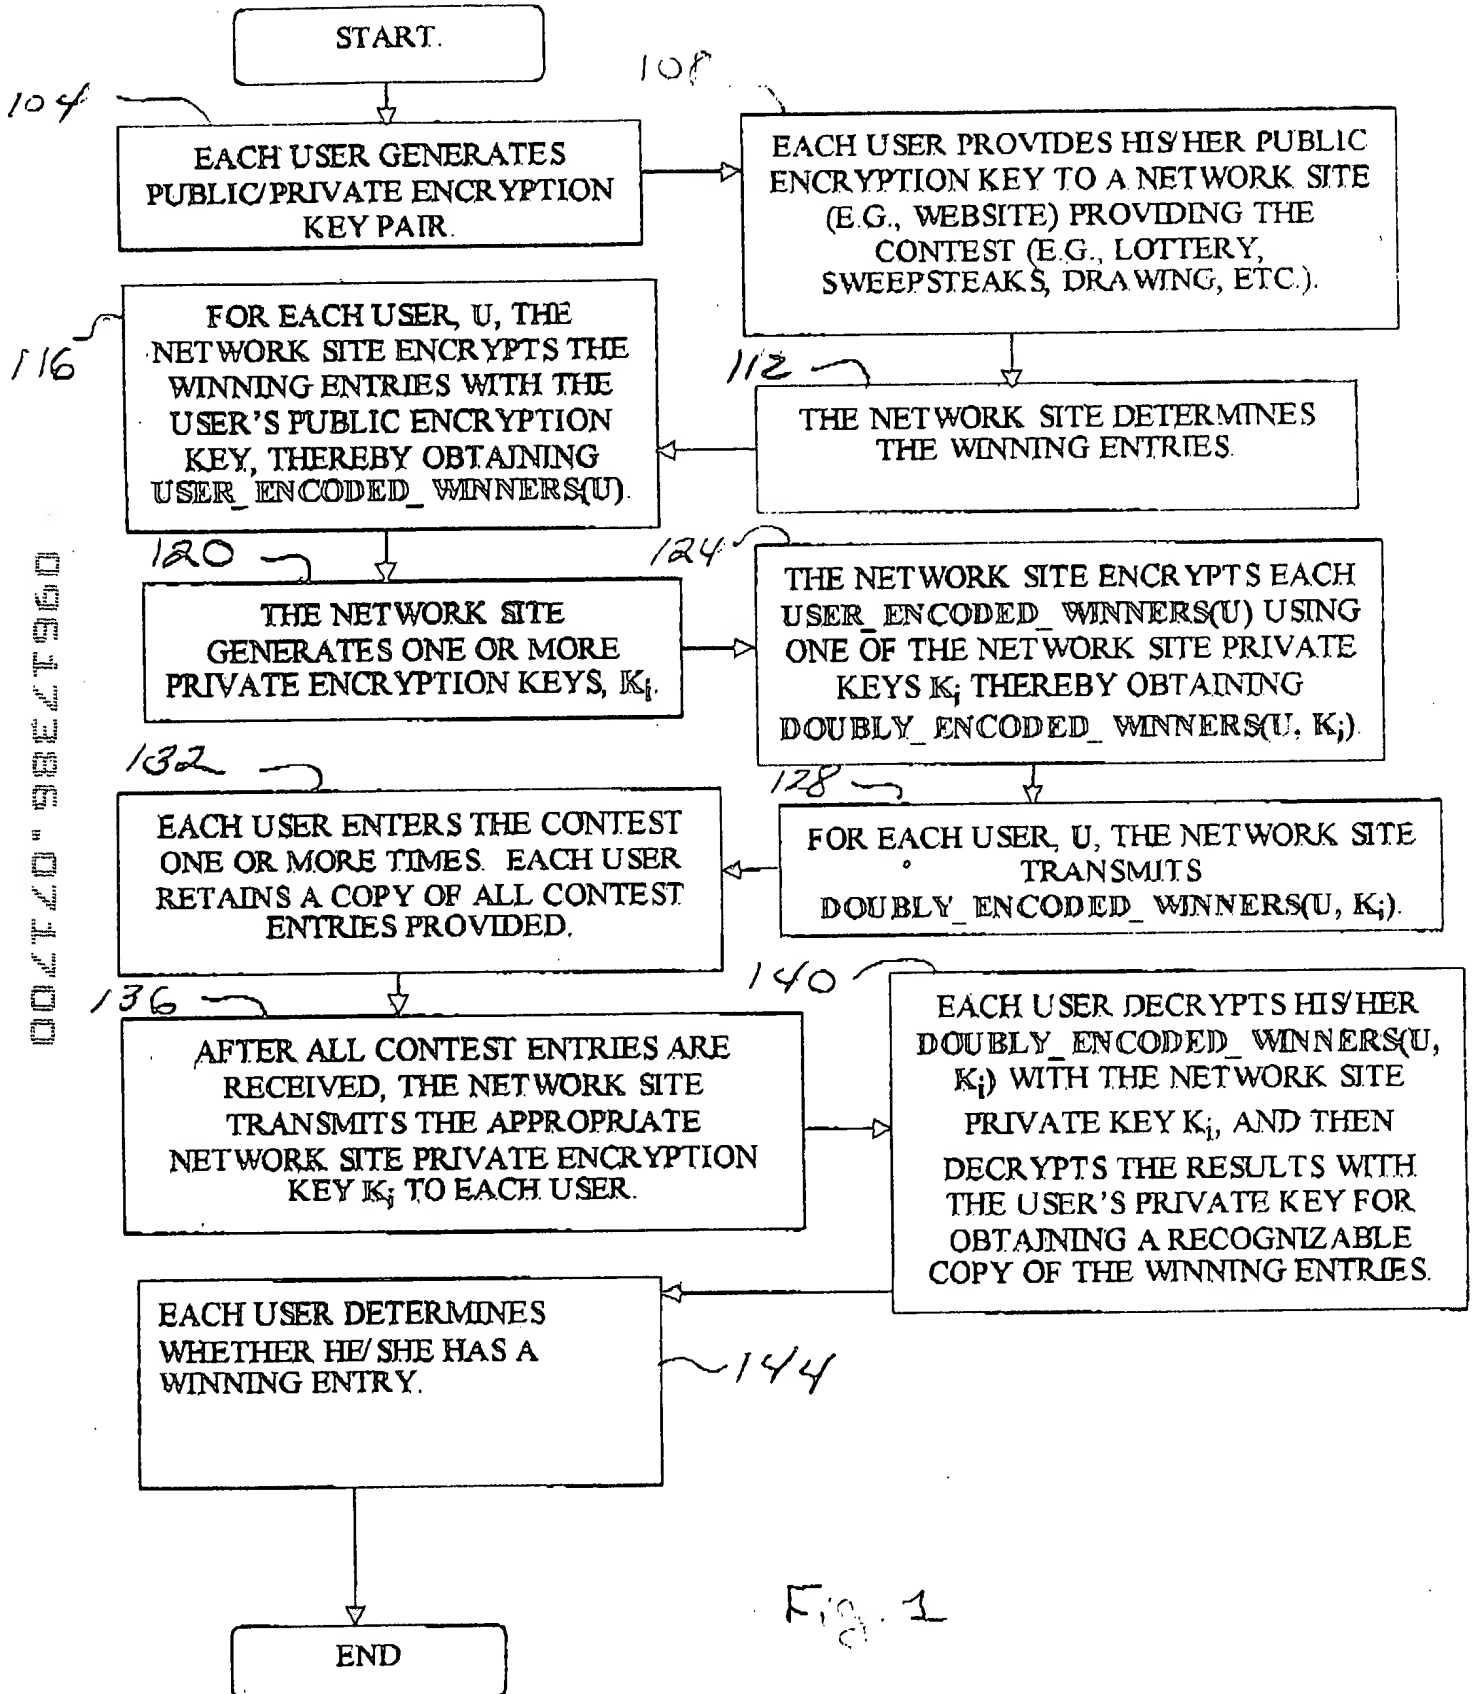 START.
104
EACH USER GENERATES
PUBLIC/PRIVATE ENCRYPTION
KEY PAIR.
108
EACH USER PROVIDES HIS/HER PUBLIC
ENCRYPTION KEY TO A NETWORK SITE
(E.G., WEBSITE) PROVIDING THE
CONTEST (E.G., LOTTERY,
SWEEPSTEAKS, DRAWING, ETC.).
112
THE NETWORK SITE DETERMINES
THE WINNING ENTRIES.
116
FOR EACH USER, U, THE
NETWORK SITE ENCRYPTS THE
WINNING ENTRIES WITH THE
USER'S PUBLIC ENCRYPTION
KEY, THEREBY OBTAINING
USER_ENCODED_WINNERS(U).
120
THE NETWORK SITE
GENERATES ONE OR MORE
PRIVATE ENCRYPTION KEYS, Ki.
124
THE NETWORK SITE ENCRYPTS EACH
USER_ENCODED_WINNERS(U) USING
ONE OF THE NETWORK SITE PRIVATE
KEYS Ki THEREBY OBTAINING
DOUBLY_ENCODED_WINNERS(U, Ki).
128
FOR EACH USER, U, THE NETWORK SITE
TRANSMITS
DOUBLY_ENCODED_WINNERS(U, Ki).
132
EACH USER ENTERS THE CONTEST
ONE OR MORE TIMES. EACH USER
RETAINS A COPY OF ALL CONTEST
ENTRIES PROVIDED.
136
AFTER ALL CONTEST ENTRIES ARE
RECEIVED, THE NETWORK SITE
TRANSMITS THE APPROPRIATE
NETWORK SITE PRIVATE ENCRYPTION
KEY Ki TO EACH USER.
140
EACH USER DECRYPTS HIS/HER
DOUBLY_ENCODED_WINNERS(U,
Ki) WITH THE NETWORK SITE
PRIVATE KEY Ki, AND THEN
DECRYPTS THE RESULTS WITH
THE USER'S PRIVATE KEY FOR
OBTAINING A RECOGNIZABLE
COPY OF THE WINNING ENTRIES.
144
EACH USER DETERMINES
WHETHER HE/SHE HAS A
WINNING ENTRY.
END
Fig. 1
09617386.071700